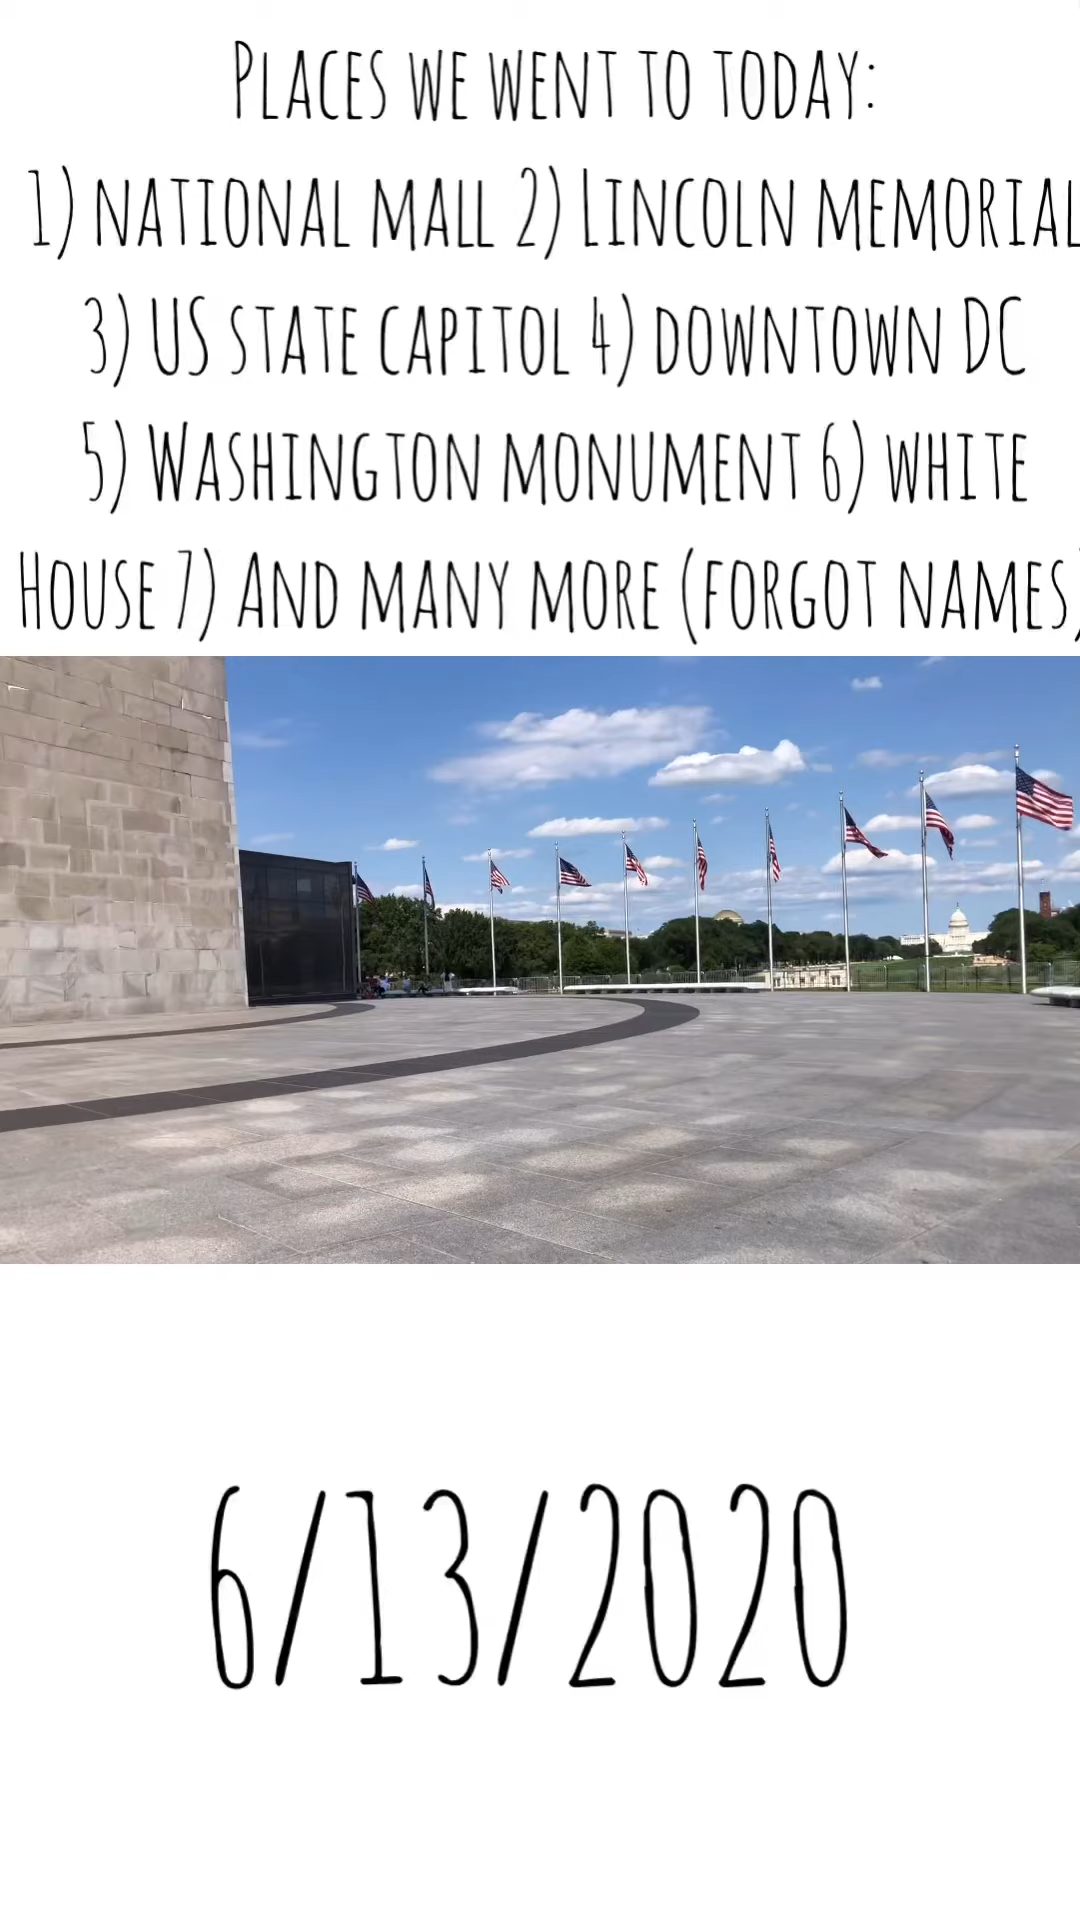 Places we went to today:
1) national mall 2) Lincoln memorial
3) US state capitol 4) downtown DC
5) Washington monument 6) white
House 7) And many more (forgot names)
6/13/2020